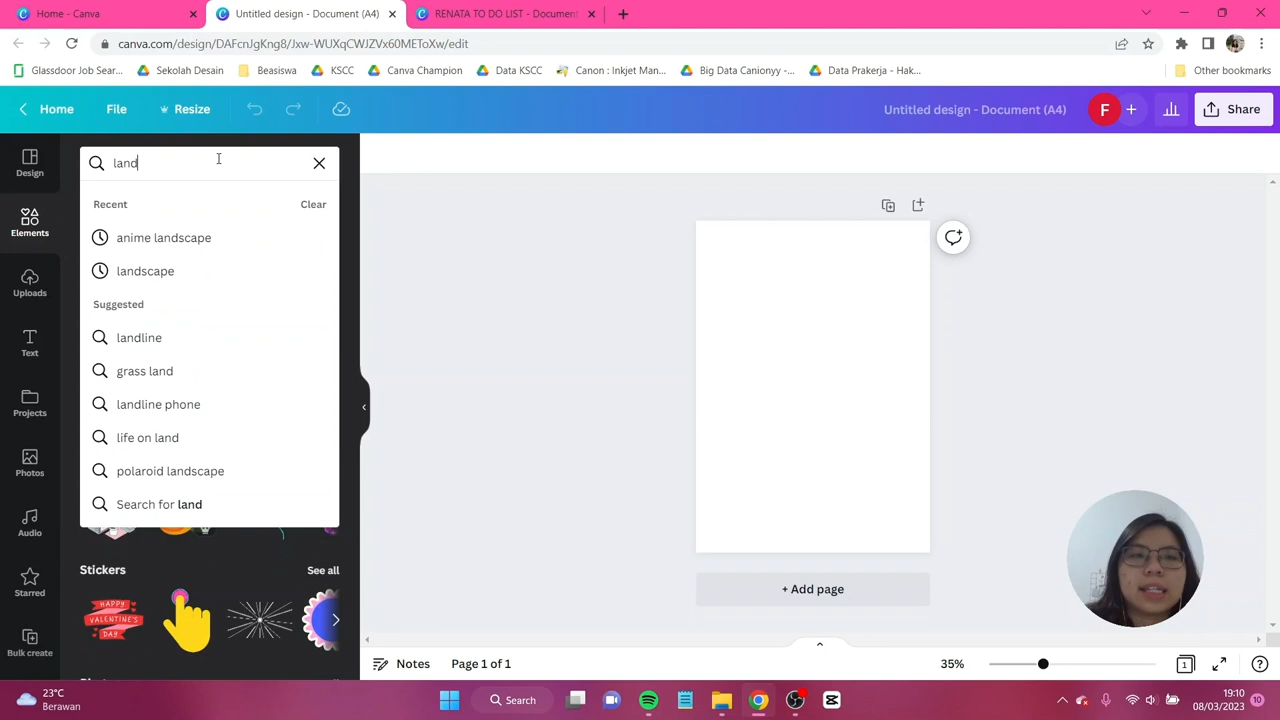 Home - Canva
Untitled design - Document (A4)
RENATA TO DO LIST - Document
canva.com/design/DAFcnJgKng8/Jxw-WUXqCWJZVx60METoXw/edit
Glassdoor Job Sear...
Sekolah Desain
Beasiswa
KSCC
Canva Champion
Data KSCC
Canon : Inkjet Man...
Big Data Canionyy -...
Data Prakerja - Hak...
Other bookmarks
Home
File
Resize
Untitled design - Document (A4)
F
Share
Design
Elements
Uploads
Text
Projects
Photos
Audio
Starred
Bulk create
land
Recent
Clear
anime landscape
landscape
Suggested
landline
grass land
landline phone
life on land
polaroid landscape
Search for land
Stickers
See all
HAPPY
VALENTINE'S
DAY
+ Add page
Notes
Page 1 of 1
35%
1
23°C
Berawan
Search
19:10
08/03/2023
10